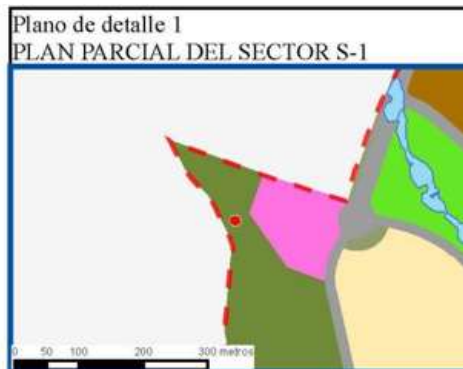 Plano de detalle 1
PLAN PARCIAL DEL SECTOR S-1
0 50 100 200 300 metros